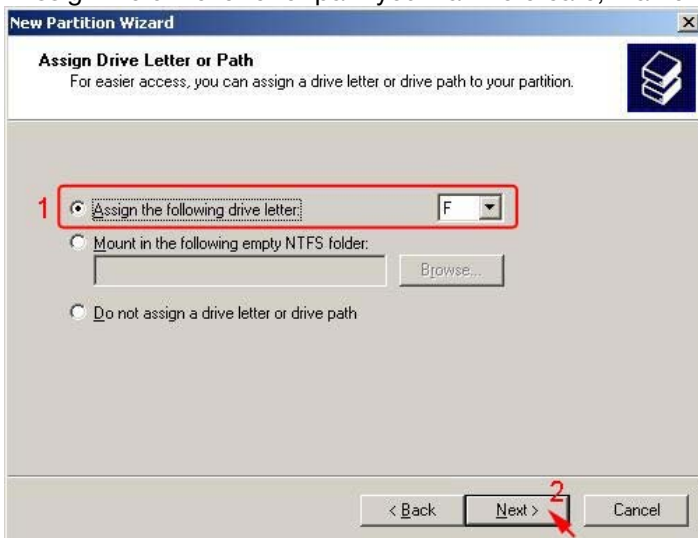 New Partition Wizard
Assign Drive Letter or Path
For easier access, you can assign a drive letter or drive path to your partition.
1
Assign the following drive letter:
F
Mount in the following empty NTFS folder:
Browse...
Do not assign a drive letter or drive path
2
< Back
Next >
Cancel